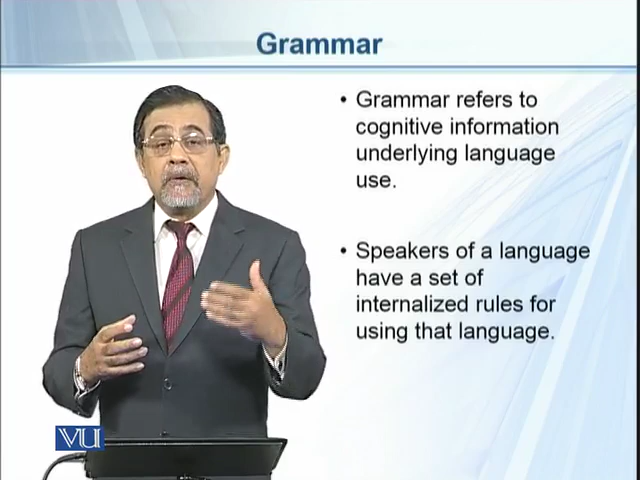 Grammar
• Grammar refers to
cognitive information
underlying language
use.
• Speakers of a language
have a set of
internalized rules for
using that language.
VU